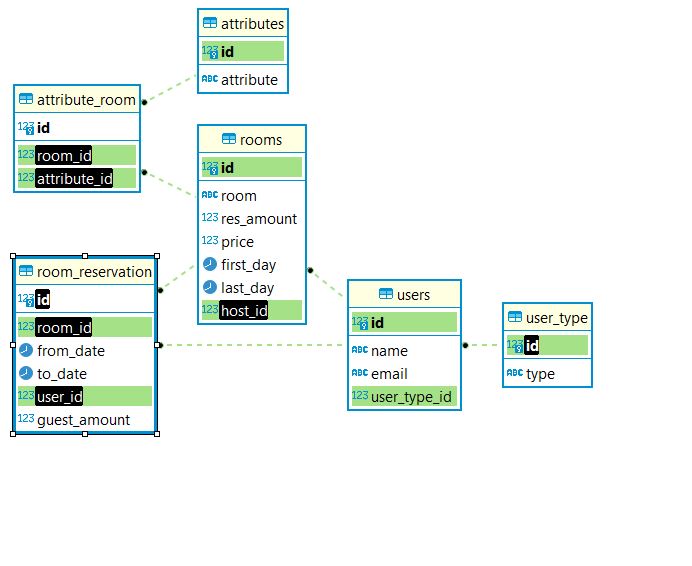 attributes
123 id
ABC attribute
attribute_room
123 id
123 room_id
123 attribute_id
rooms
123 id
ABC room
123 res_amount
123 price
first_day
last_day
123 host_id
room_reservation
123 id
123 room_id
from_date
to_date
123 user_id
123 guest_amount
users
123 id
ABC name
ABC email
123 user_type_id
user_type
123 id
ABC type